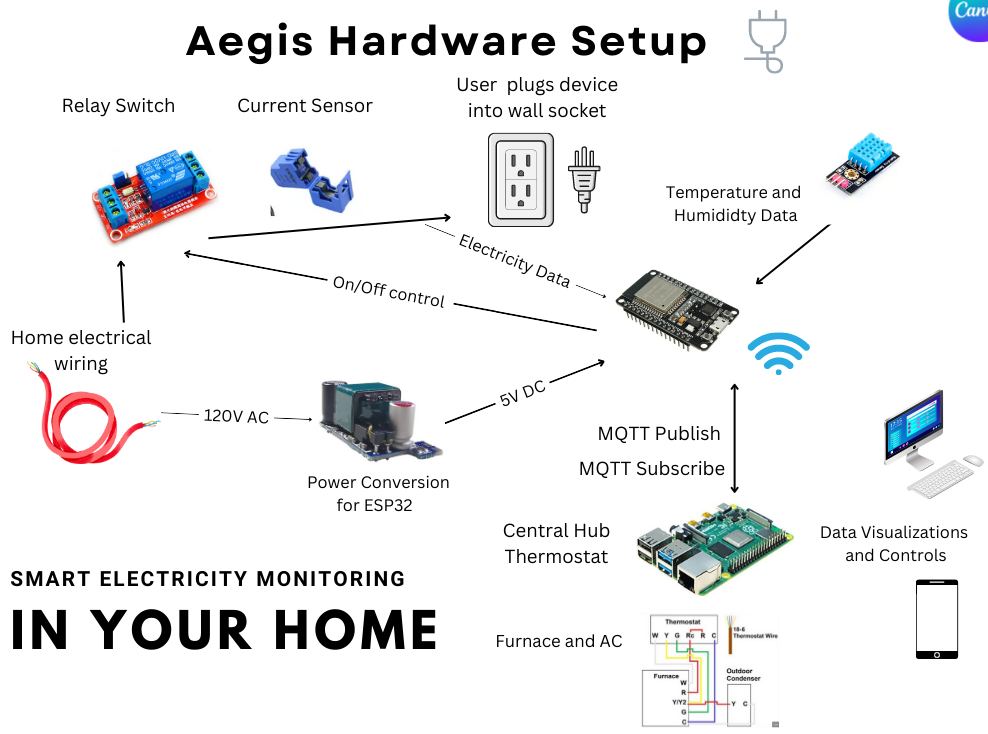 Aegis Hardware Setup
Can
Relay Switch
Current Sensor
User plugs device
into wall socket
Temperature and
Humididty Data
Electricity Data
On/Off control
Home electrical
wiring
120V AC
5V DC
Power Conversion
for ESP32
MQTT Publish
MQTT Subscribe
Central Hub
Thermostat
Data Visualizations
and Controls
SMART ELECTRICITY MONITORING
IN YOUR HOME
Furnace and AC
Thermostat
W Y G Rc R C
18-6
Thermostat Wire
Outdoor
Condenser
Furnace
W
R
Y/Y2
G
C
Y C